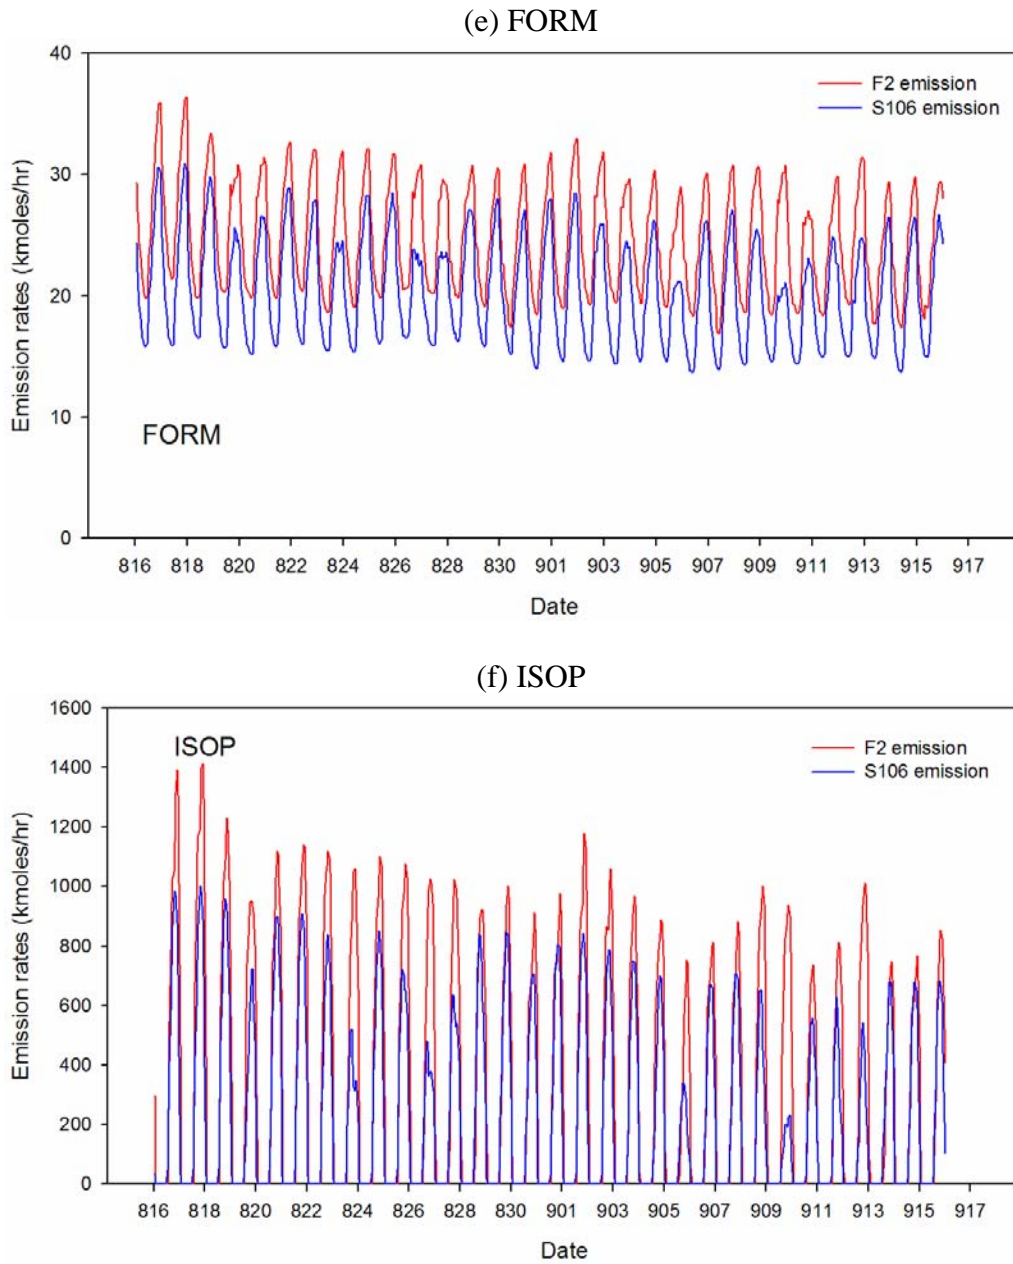 (e) FORM
40
30
20
10
0
Emission rates (kmoles/hr)
F2 emission
S106 emission
FORM
816 818 820 822 824 826 828 830 901 903 905 907 909 911 913 915 917
Date
(f) ISOP
1600
1400
1200
1000
800
600
400
200
0
Emission rates (kmoles/hr)
ISOP
F2 emission
S106 emission
816 818 820 822 824 826 828 830 901 903 905 907 909 911 913 915 917
Date